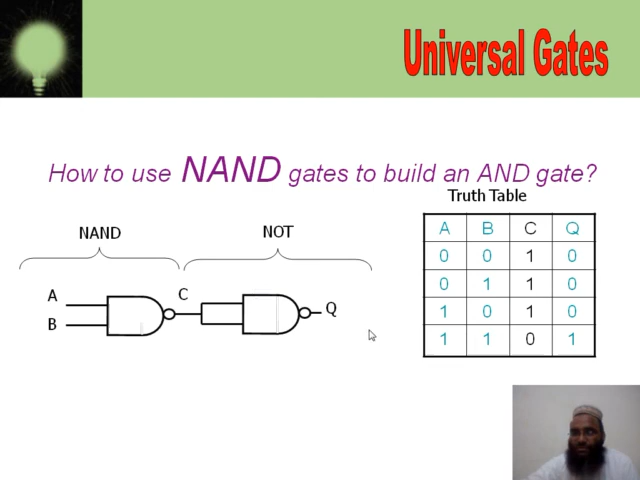 Universal Gates
How to use NAND gates to build an AND gate?
Truth Table
NAND
NOT
A
B
C
Q
A B C Q
0 0 1 0
0 1 1 0
1 0 1 0
1 1 0 1